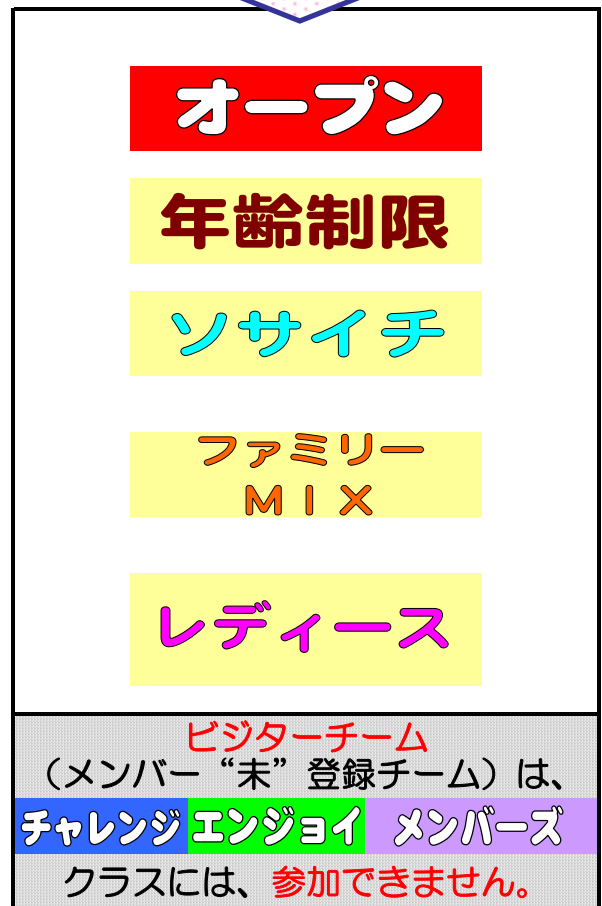 オープン
年齢制限
ソサイチ
ファミリー
ＭＩＸ
レディース
ビジターチーム
（メンバー“未”登録チーム）は、
チャレンジ エンジョイ メンバーズ
クラスには、参加できません。